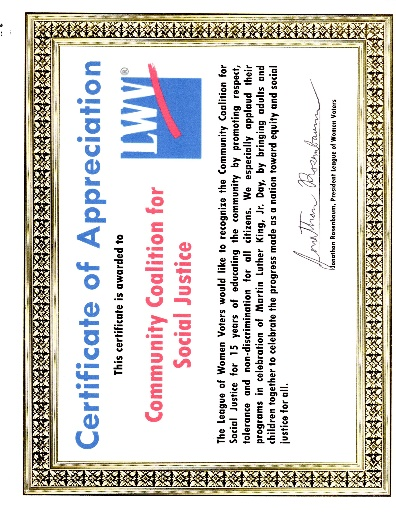 Certificate of Appreciation
This certificate is awarded to
Community Coalition for
Social Justice
LWV®
The League of Women Voters would like to recognize the Community Coalition for
Social Justice for 15 years of educating the community by promoting respect,
tolerance and non-discrimination for all citizens. We especially applaud their
programs in celebration of Martin Luther King, Jr. Day, by bringing adults and
children together to celebrate the progress made as a nation toward equity and social
justice for all.
Jonathan Rosenbaum
Jonathan Rosenbaum, President League of Women Voters